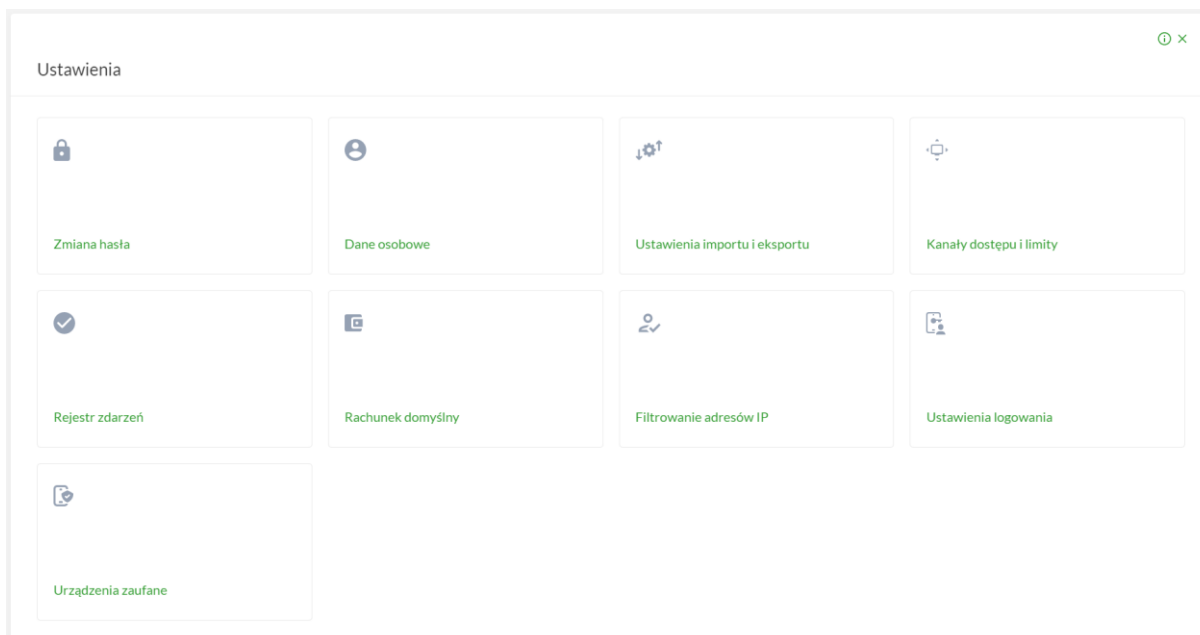 Ustawienia
Zmiana hasła
Dane osobowe
Ustawienia importu i eksportu
Kanały dostępu i limity
Rejestr zdarzeń
Rachunek domyślny
Filtrowanie adresów IP
Ustawienia logowania
Urządzenia zaufane